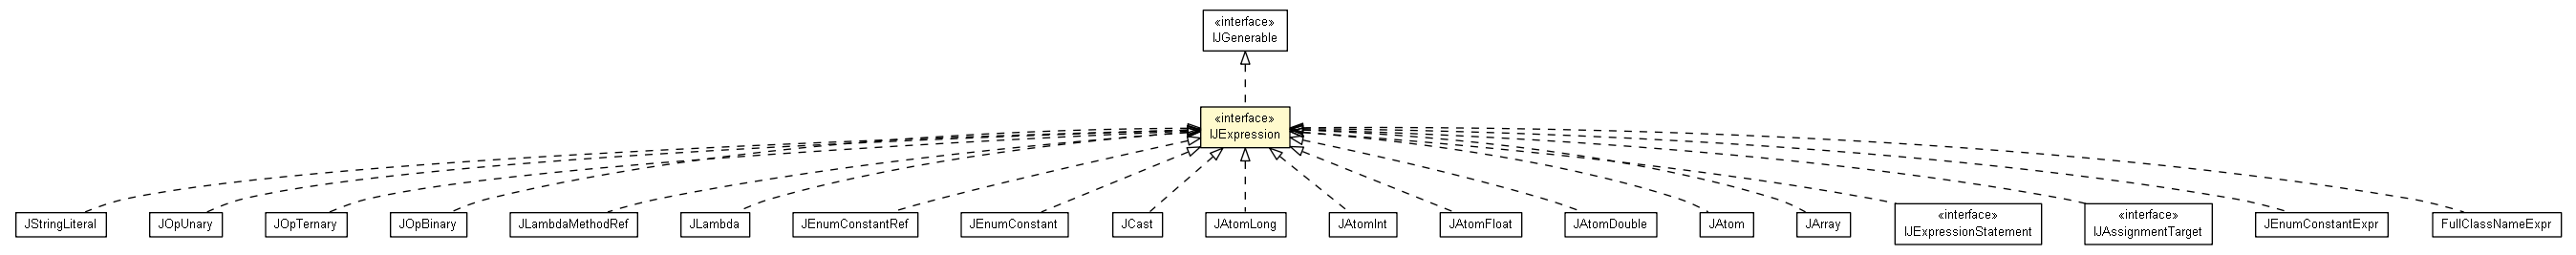 «interface»
IJGenerable
«interface»
IJExpression
JStringLiteral
JOpUnary
JOpTernary
JOpBinary
JLambdaMethodRef
JLambda
JEnumConstantRef
JEnumConstant
JCast
JAtomLong
JAtomInt
JAtomFloat
JAtomDouble
JAtom
JArray
«interface»
IJExpressionStatement
«interface»
IJAssignmentTarget
JEnumConstantExpr
FullClassNameExpr